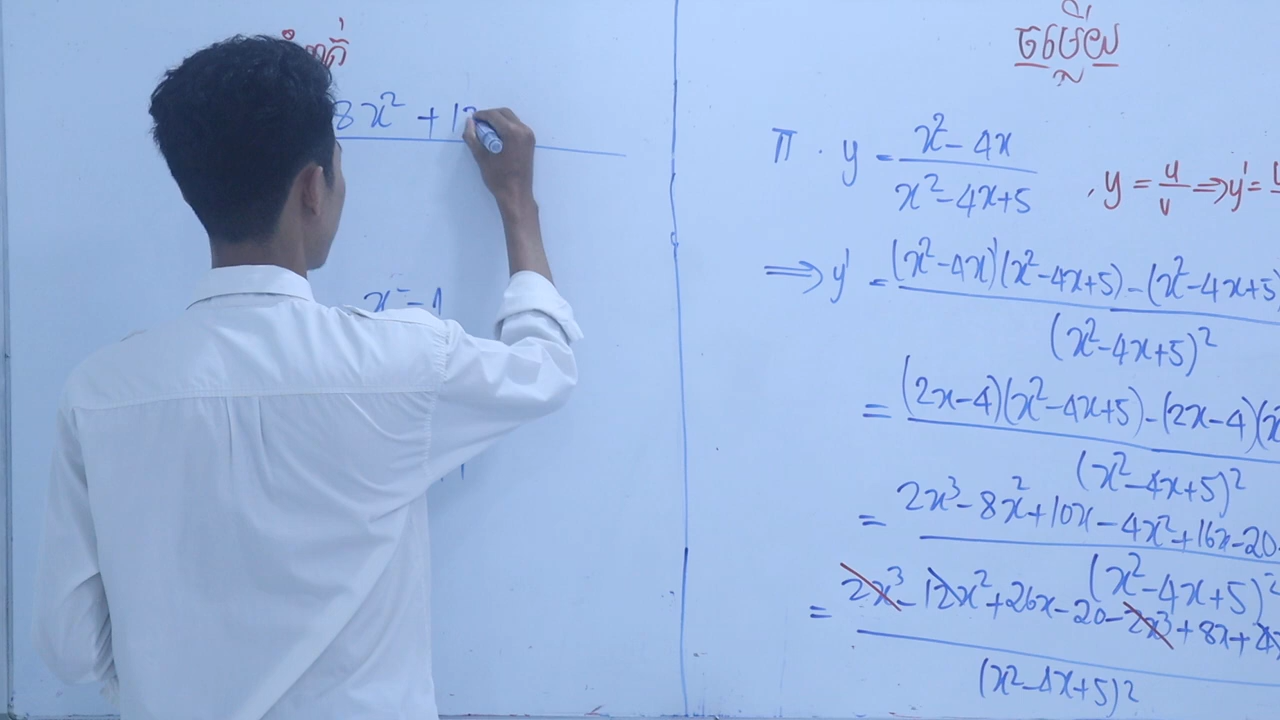 8x² + 12
x² - 1
ចម្លើយ
II . y = (x² - 4x)/(x² - 4x + 5) , y = u/v ⟹ y' =
⟹ y' = ((x² - 4x)'(x² - 4x + 5) - (x² - 4x + 5)
(x² - 4x + 5)²
= (2x - 4)(x² - 4x + 5) - (2x - 4)(x
(x² - 4x + 5)²
= 2x³ - 8x² + 10x - 4x² + 16x - 20
(x² - 4x + 5)²
= 2x³ - 12x² + 26x - 20 - 2x³ + 8x +
(x² - 4x + 5)²